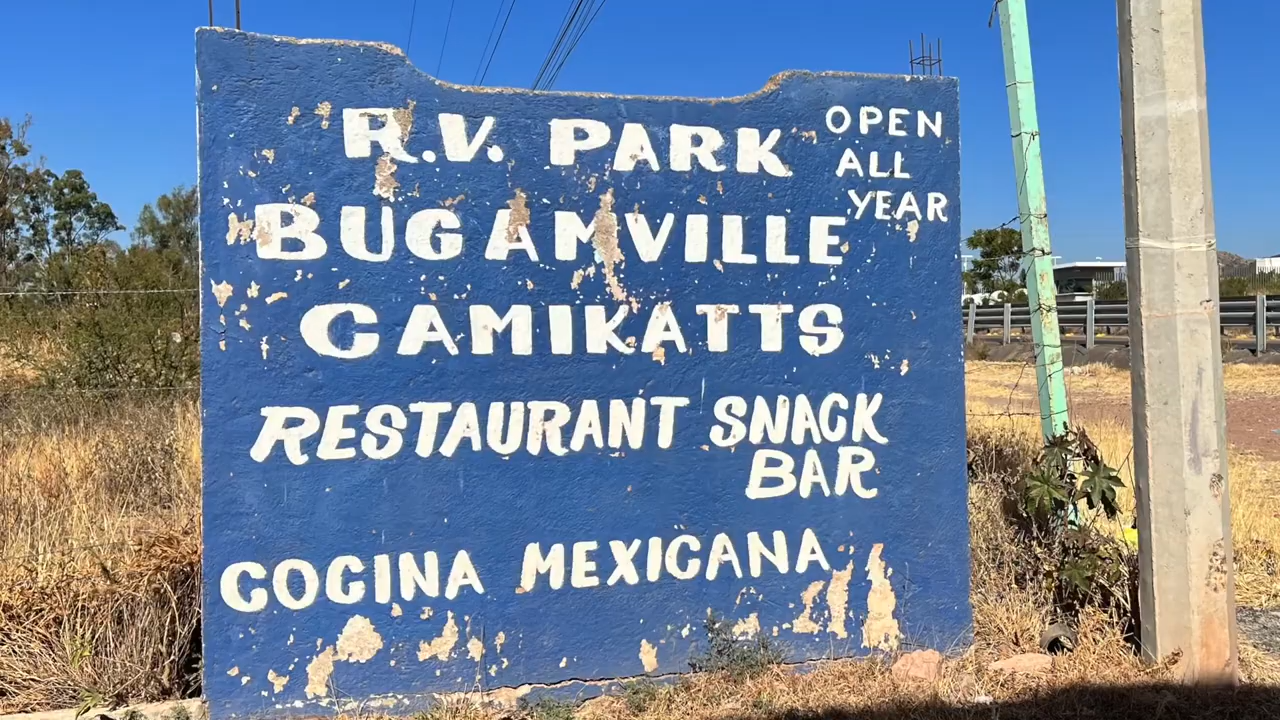 R.V. PARK
OPEN
ALL
YEAR
BUGAMVILLE
CAMIKATTS
RESTAURANT SNACK
BAR
COCINA MEXICANA